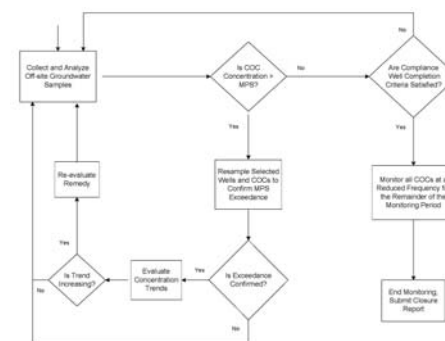 No
Collect and Analyze
Off-site Groundwater
Samples
Is COC
Concentration >
MPS?
No
Are Compliance
Well Completion
Criteria Satisfied?
Yes
Yes
Re-evaluate
Remedy
Resample Selected
Wells and COCs to
Confirm MPS
Exceedance
Monitor all COCs at a
Reduced Frequency for
the Remainder of the
Monitoring Period
Yes
Is Trend
Increasing?
Evaluate
Concentration
Trends
Yes
Is Exceedance
Confirmed?
No
No
End Monitoring,
Submit Closure
Report